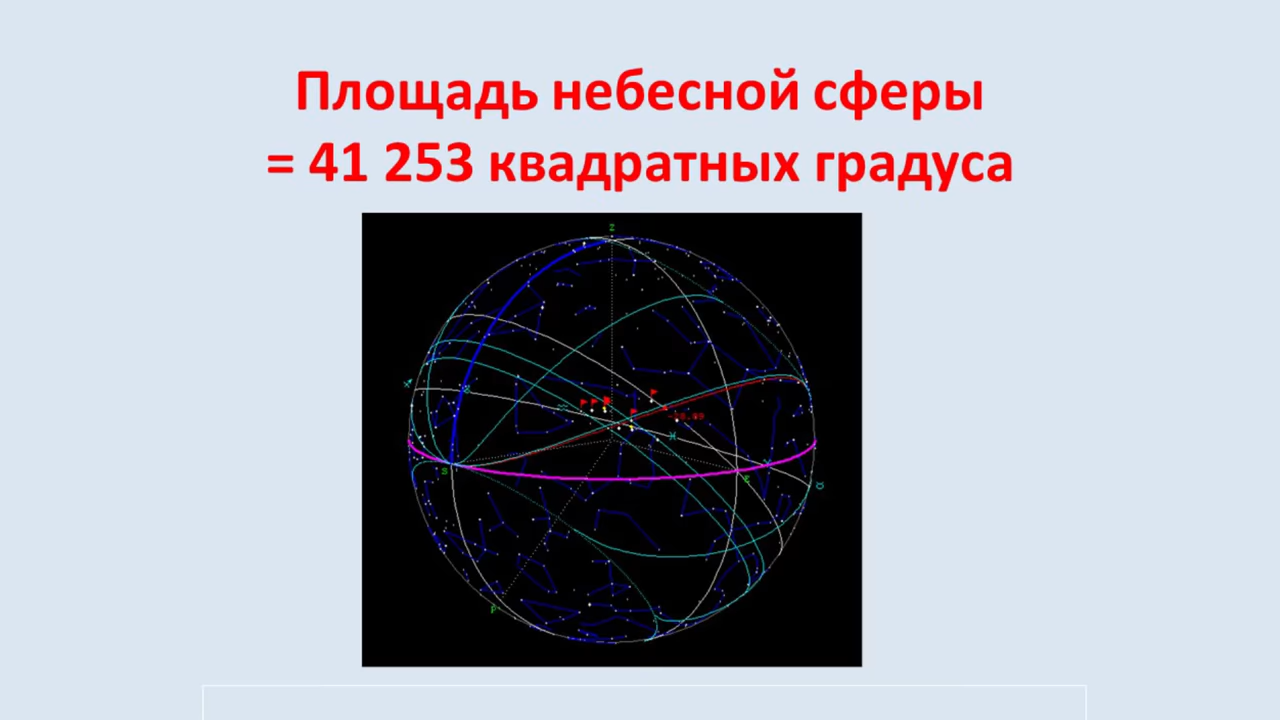 Площадь небесной сферы
= 41 253 квадратных градуса
Z
S
E
P